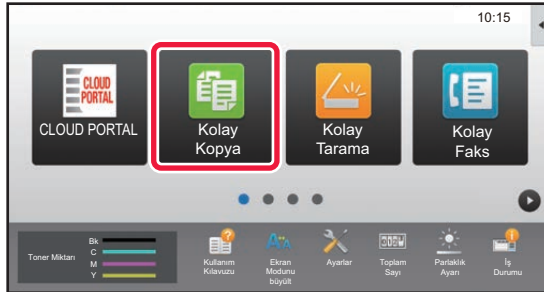 10:15
CLOUD
PORTAL
CLOUD PORTAL
Kolay
Kopya
Kolay
Tarama
Kolay
Faks
Toner Miktarı
Bk
C
M
Y
Kullanım
Kılavuzu
Ekran
Modunu
büyült
Ayarlar
Toplam
Sayı
Parlaklık
Ayarı
İş
Durumu